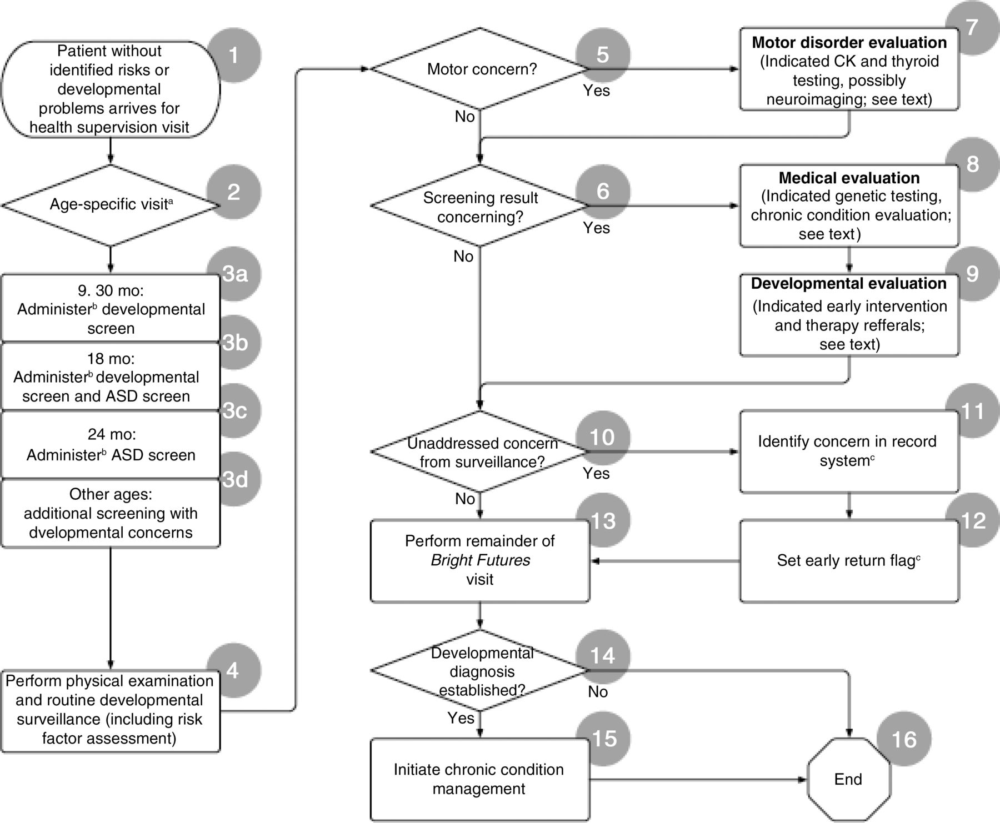 1
Patient without
identified risks or
developmental
problems arrives for
health supervision visit
2
Age-specific visitᵃ
3a
9. 30 mo:
Administerᵇ developmental
screen
3b
18 mo:
Administerᵇ developmental
screen and ASD screen
3c
24 mo:
Administerᵇ ASD screen
3d
Other ages:
additional screening with
dvelopmental concerns
4
Perform physical examination
and routine developmental
surveillance (including risk
factor assessment)
5
Motor concern?
Yes
No
7
Motor disorder evaluation
(Indicated CK and thyroid
testing, possibly
neuroimaging; see text)
6
Screening result
concerning?
Yes
No
8
Medical evaluation
(Indicated genetic testing,
chronic condition evaluation;
see text)
9
Developmental evaluation
(Indicated early intervention
and therapy refferals;
see text)
10
Unaddressed concern
from surveillance?
Yes
No
11
Identify concern in record
systemᶜ
12
Set early return flagᶜ
13
Perform remainder of
Bright Futures
visit
14
Developmental
diagnosis
established?
No
Yes
15
Initiate chronic condition
management
16
End